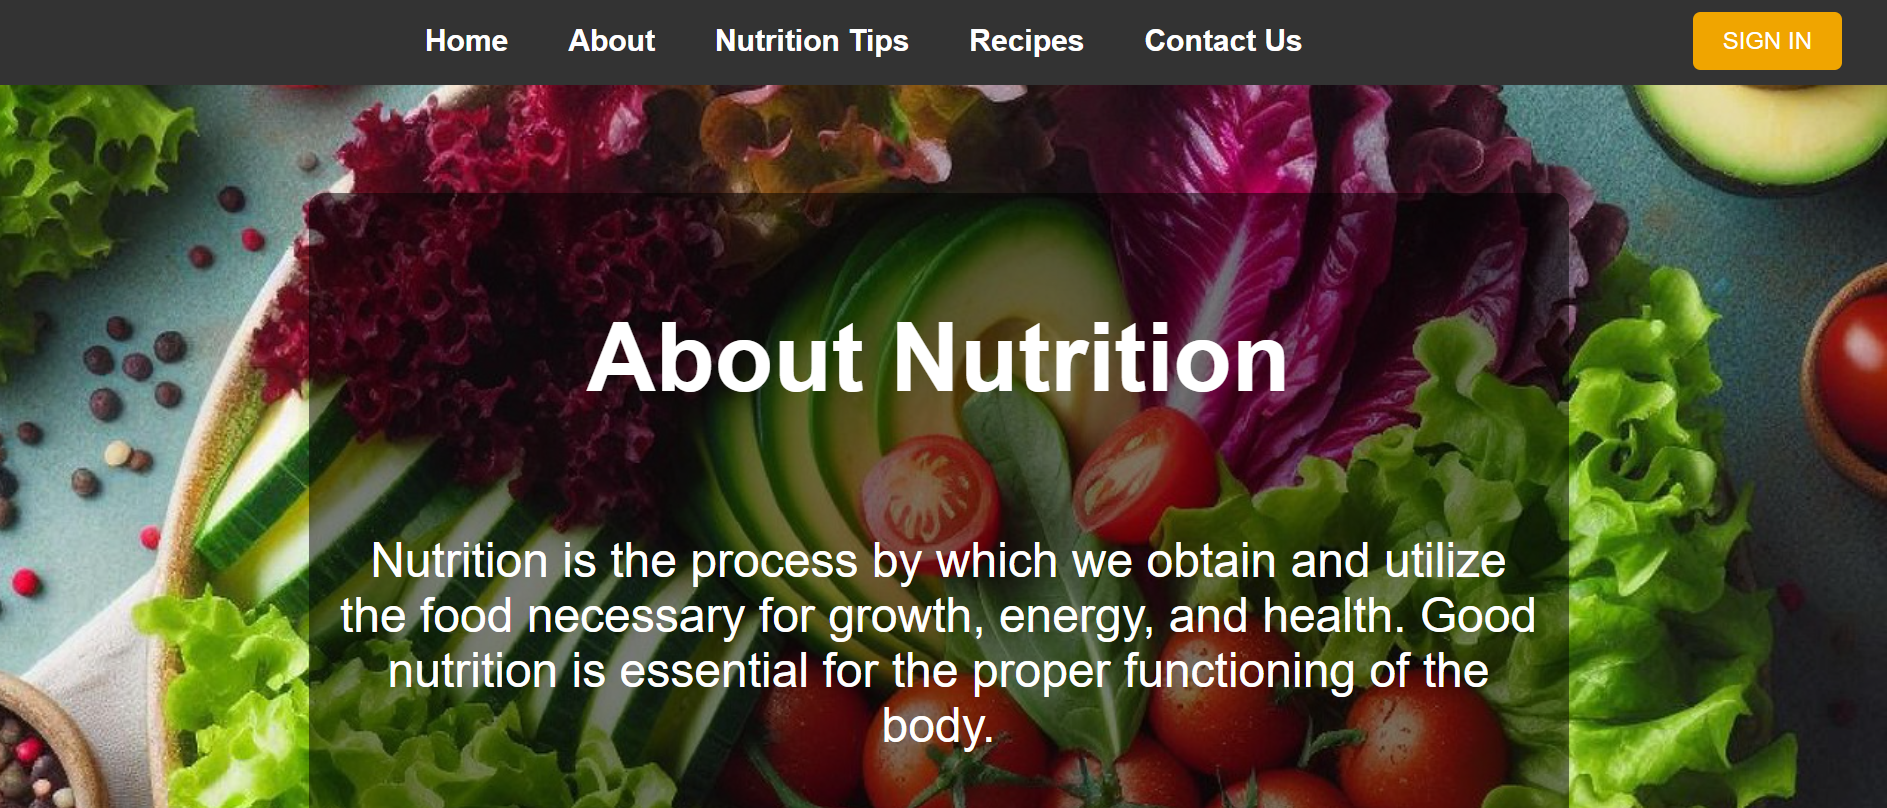 Home About Nutrition Tips Recipes Contact Us SIGN IN
About Nutrition
Nutrition is the process by which we obtain and utilize
the food necessary for growth, energy, and health. Good
nutrition is essential for the proper functioning of the
body.